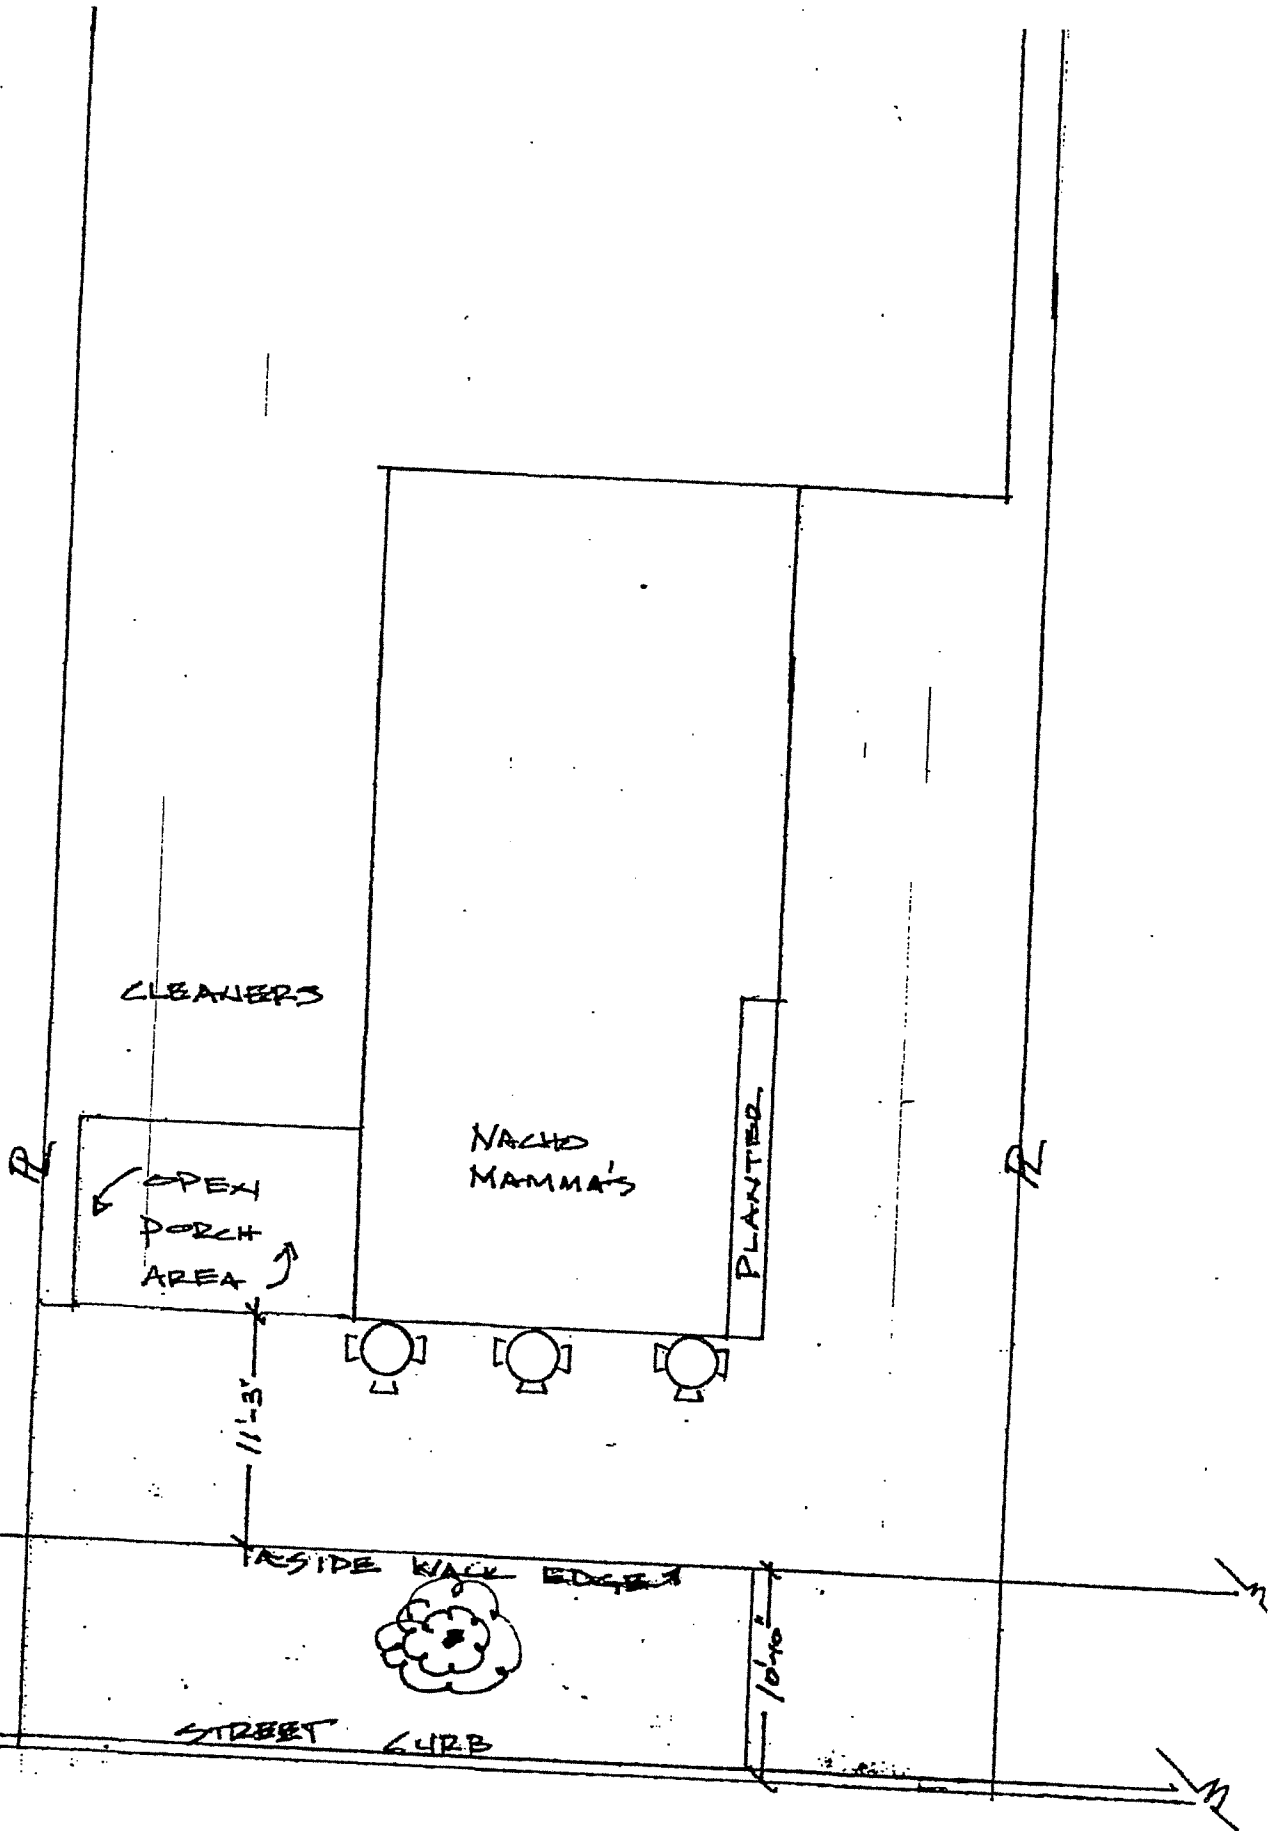 CLEANERS
NACHO
MAMMA'S
PLANTER
PL
OPEN
PORCH
AREA
PL
11'-3"
SIDE WALK EDGE
10'-10"
STREET CURB